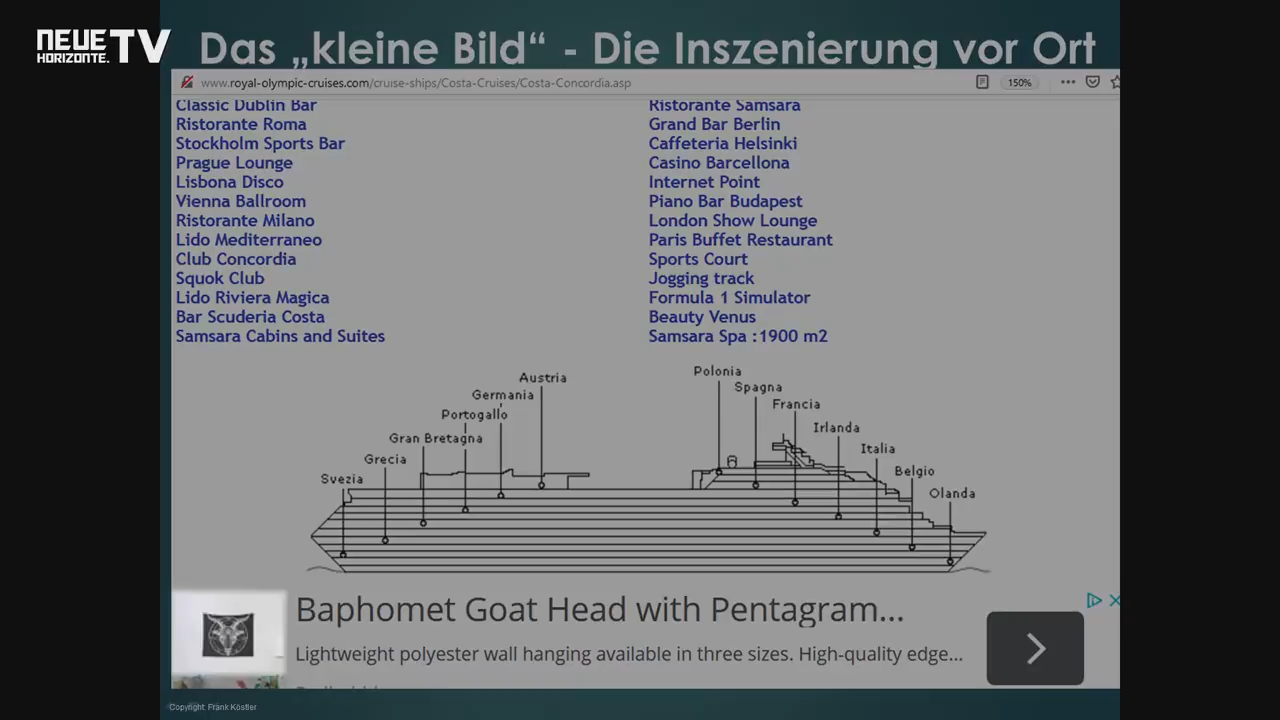 NEUE HORIZONTE. TV
Das „kleine Bild“ - Die Inszenierung vor Ort
www.royal-olympic-cruises.com/cruise-ships/Costa-Cruises/Costa-Concordia.asp
150%
Classic Dublin Bar
Ristorante Roma
Stockholm Sports Bar
Prague Lounge
Lisbona Disco
Vienna Ballroom
Ristorante Milano
Lido Mediterraneo
Club Concordia
Squok Club
Lido Riviera Magica
Bar Scuderia Costa
Samsara Cabins and Suites
Ristorante Samsara
Grand Bar Berlin
Caffeteria Helsinki
Casino Barcellona
Internet Point
Piano Bar Budapest
London Show Lounge
Paris Buffet Restaurant
Sports Court
Jogging track
Formula 1 Simulator
Beauty Venus
Samsara Spa :1900 m2
Svezia
Grecia
Gran Bretagna
Portogallo
Germania
Austria
Polonia
Spagna
Francia
Irlanda
Italia
Belgio
Olanda
Baphomet Goat Head with Pentagram...
Lightweight polyester wall hanging available in three sizes. High-quality edge...
Copyright: Frank Köstler